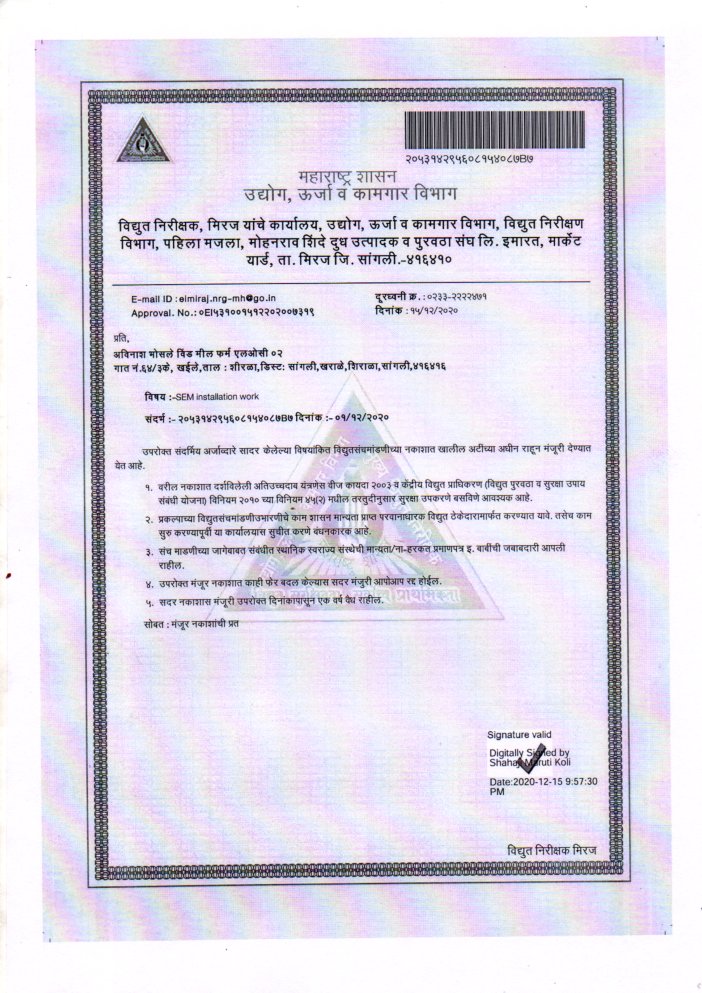 २०५३१४२९५६०८१५४०८७B७
महाराष्ट्र शासन
उद्योग, ऊर्जा व कामगार विभाग
विद्युत निरीक्षक, मिरज यांचे कार्यालय, उद्योग, ऊर्जा व कामगार विभाग, विद्युत निरीक्षण
विभाग, पहिला मजला, मोहनराव शिंदे दुध उत्पादक व पुरवठा संघ लि. इमारत, मार्केट
यार्ड, ता. मिरज जि. सांगली.-४१६४१०
E-mail ID : eimiraj.nrg-mh@go.in
दूरध्वनी क्र. : ०२३३-२२२२४७१
Approval. No.: ०EI५३१००१५१२२०२००७३१९
दिनांक : १५/१२/२०२०
प्रति,
अविनाश भोसले विंड मील फर्म एलओसी ०२
गात नं.६४/३के, खईले,ताल : शीरळा,डिस्ट: सांगली,खराळे,शिराळा,सांगली,४१६४१६
विषय :–SEM installation work
संदर्भ :– २०५३१४२९५६०८१५४०८७B७ दिनांक :- ०१/१२/२०२०
उपरोक्त संदर्भिय अर्जाव्दारे सादर केलेल्या विषयांकित विद्युतसंचमांडणीच्या नकाशात खालील अटीच्या अधीन राहून मंजूरी देण्यात
येत आहे.
१. वरील नकाशात दर्शविलेली अतिउच्चदाब यंत्रणेस वीज कायदा २००३ व केंद्रीय विद्युत प्राधिकरण (विद्युत पुरवठा व सुरक्षा उपाय
संबंधी योजना) विनियम २०१० च्या विनियम ४५(२) मधील तरतुदीनुसार सुरक्षा उपकरणे बसविणे आवश्यक आहे.
२. प्रकल्पाच्या विद्युतसंचमांडणीउभारणीचे काम शासन मान्यता प्राप्त परवानाधारक विद्युत ठेकेदारामार्फत करण्यात यावे. तसेच काम
सुरु करण्यापूर्वी या कार्यालयास सुचीत करणे बंधनकारक आहे.
३. संच माडणीच्या जागेबाबत संबंधीत स्थानिक स्वराज्य संस्थेची मान्यता/ना-हरकत प्रमाणपत्र इ. बाबींची जबाबदारी आपली
राहील.
४. उपरोक्त मंजूर नकाशात काही फेर बदल केल्यास सदर मंजुरी आपोआप रद्द होईल.
५. सदर नकाशास मंजूरी उपरोक्त दिनांकापासून एक वर्ष वैध राहील.
सोबत : मंजूर नकाशांची प्रत
Signature valid
Digitally Signed by
Shahaji Maruti Koli
Date:2020-12-15 9:57:30
PM
विद्युत निरीक्षक मिरज